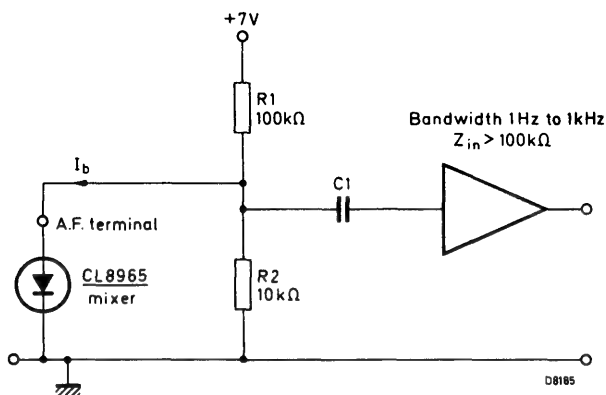 +7V
R1
100kΩ
Bandwidth 1Hz to 1kHz
Zin > 100kΩ
Ib
C1
A.F. terminal
CL8965
mixer
R2
10kΩ
D8185